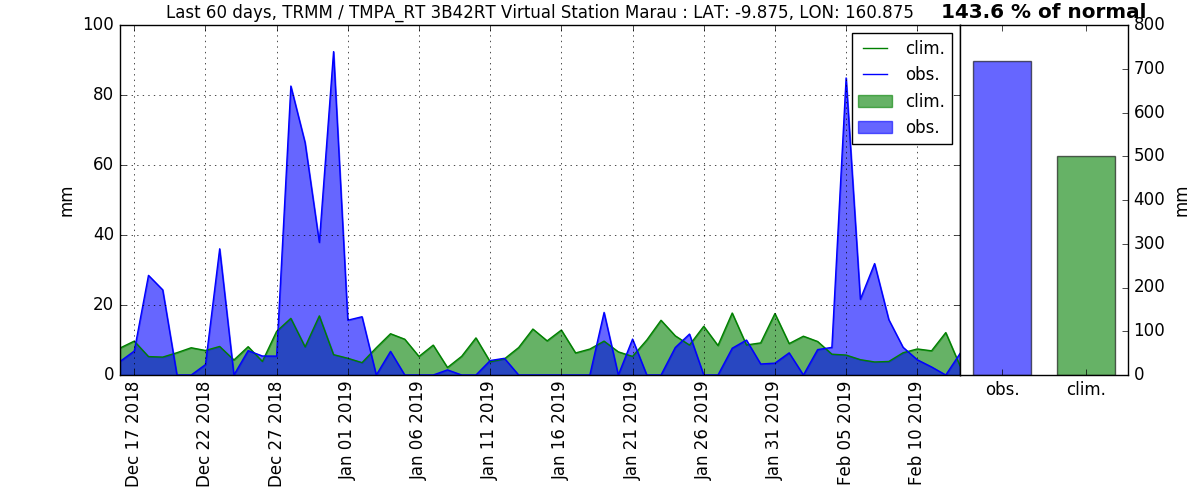 Last 60 days, TRMM / TMPA_RT 3B42RT Virtual Station Marau : LAT: -9.875, LON: 160.875
143.6 % of normal
100
80
60
40
20
0
mm
clim.
obs.
clim.
obs.
800
700
600
500
400
300
200
100
0
mm
obs.
clim.
Dec 17 2018
Dec 22 2018
Dec 27 2018
Jan 01 2019
Jan 06 2019
Jan 11 2019
Jan 16 2019
Jan 21 2019
Jan 26 2019
Jan 31 2019
Feb 05 2019
Feb 10 2019